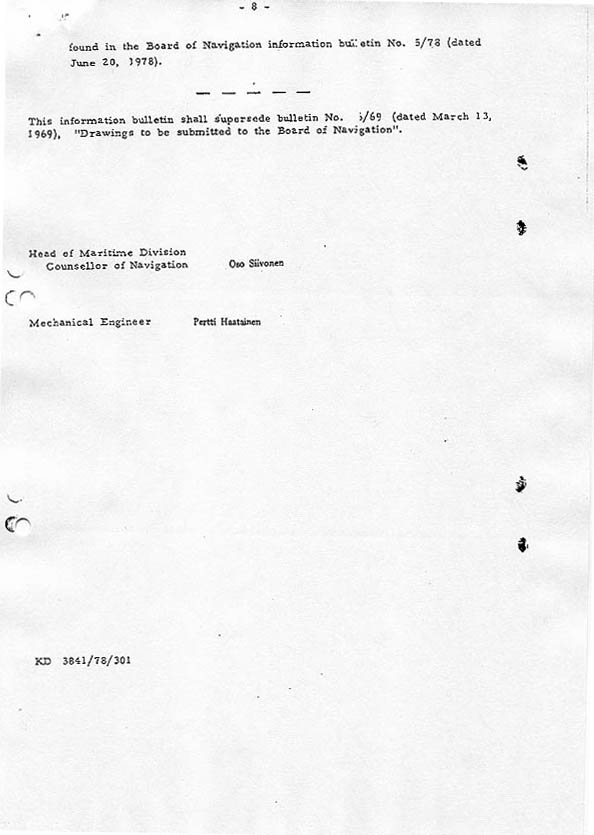 - 8 -
found in the Board of Navigation information bulletin No. 5/78 (dated
June 20, 1978).
— — — — —
This information bulletin shall supersede bulletin No. /69 (dated March 13,
1969), "Drawings to be submitted to the Board of Navigation".
Head of Maritime Division
Counsellor of Navigation Oso Siivonen
Mechanical Engineer Pertti Haatainen
KD 3841/78/301